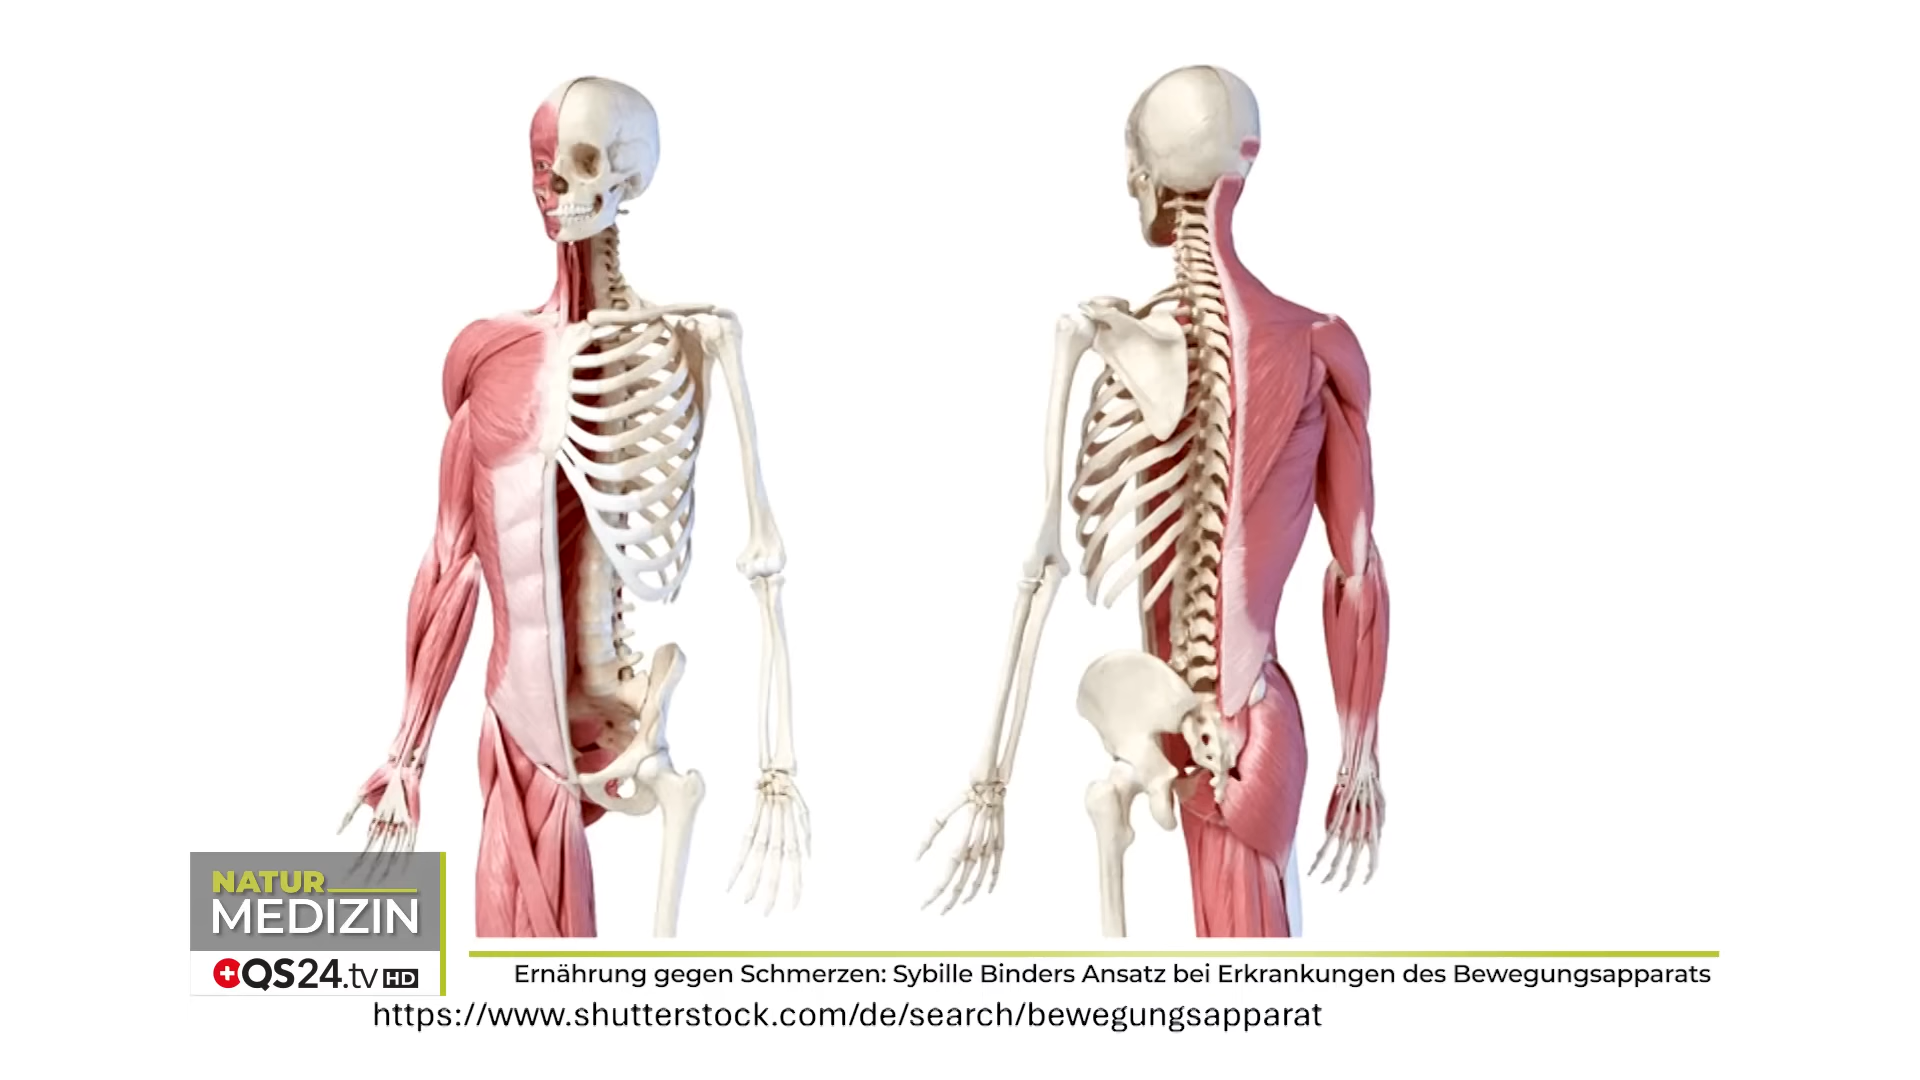 NATUR
MEDIZIN
QS24.tv HD
Ernährung gegen Schmerzen: Sybille Binders Ansatz bei Erkrankungen des Bewegungsapparats
https://www.shutterstock.com/de/search/bewegungsapparat